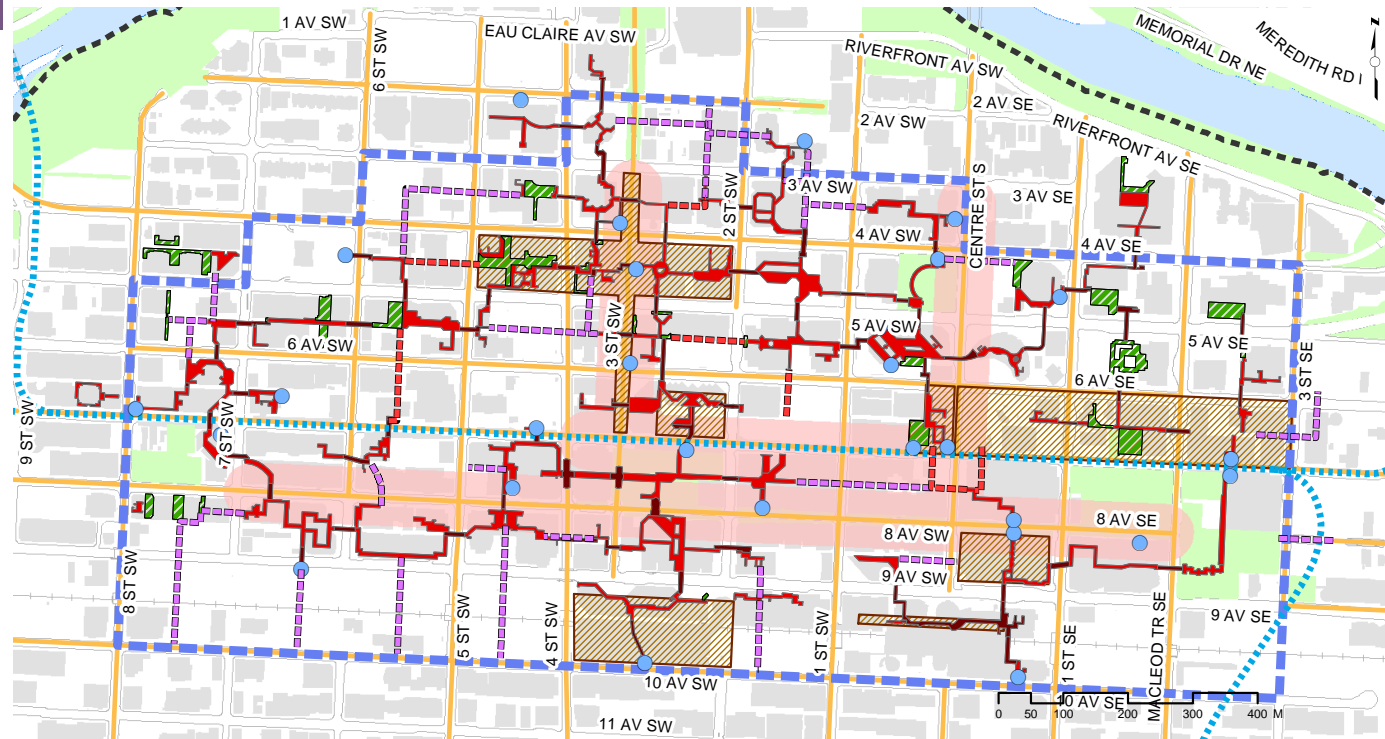 1 AV SW
6 ST SW
EAU CLAIRE AV SW
RIVERFRONT AV SW
MEMORIAL DR NE
MEREDITH RD
2 AV SE
2 AV SW
RIVERFRONT AV SE
3 AV SW
2 ST SW
CENTRE ST S
3 AV SE
4 AV SW
4 AV SE
5 AV SW
3 ST SW
6 AV SW
5 AV SE
6 AV SE
3 ST SE
9 ST SW
7 ST SW
8 AV SE
8 AV SW
9 AV SW
8 ST SW
5 ST SW
4 ST SW
1 ST SW
1 ST SE
MACLEOD TR SE
9 AV SE
10 AV SW
10 AV SE
11 AV SW
0 50 100 200 300 400 M